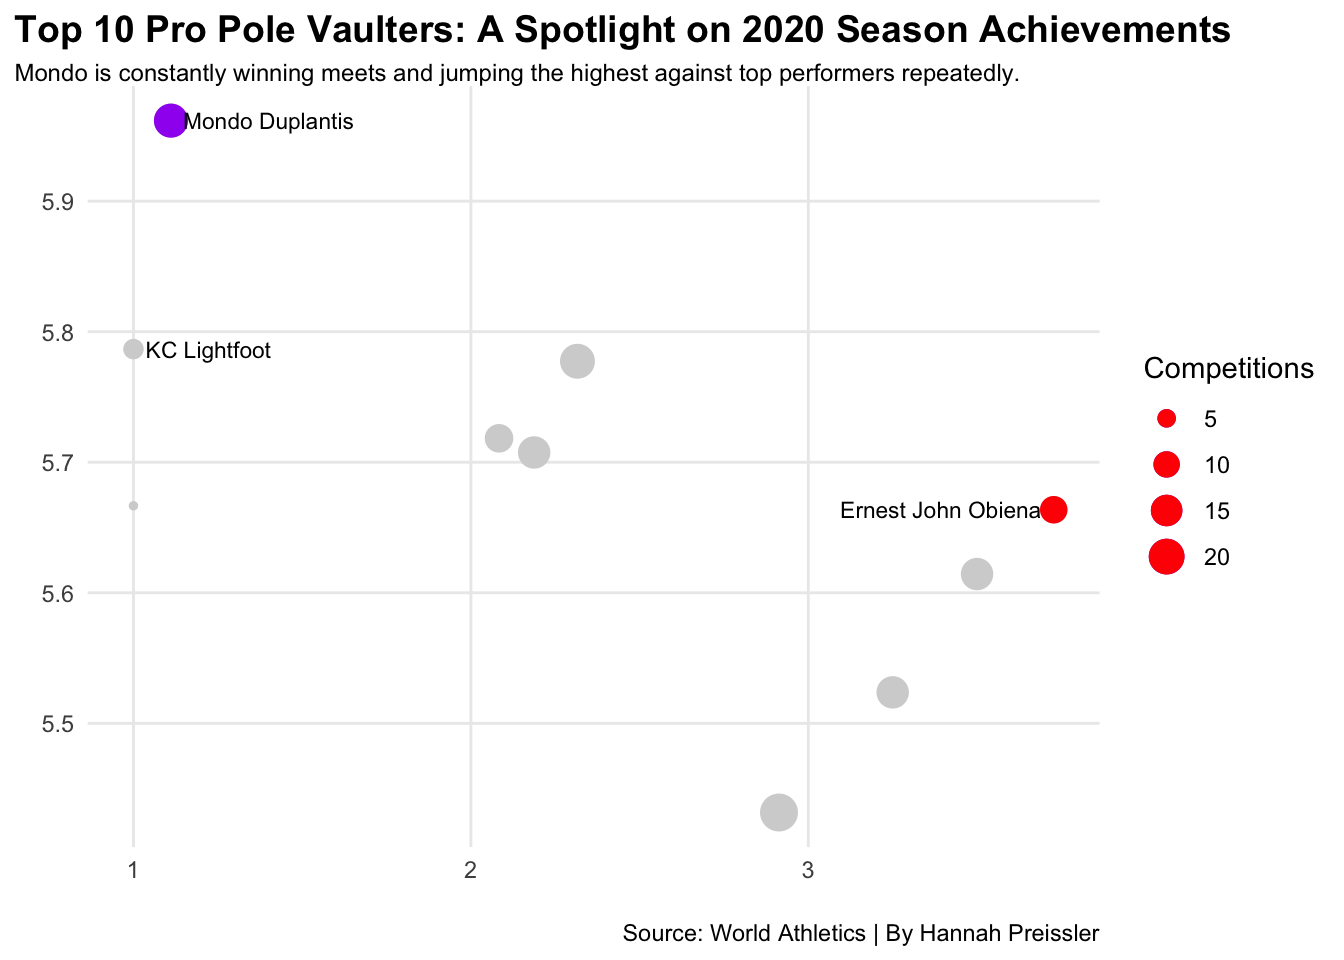 Top 10 Pro Pole Vaulters: A Spotlight on 2020 Season Achievements
Mondo is constantly winning meets and jumping the highest against top performers repeatedly.
Mondo Duplantis
5.9
5.8
KC Lightfoot
Competitions
5
5.7
10
Ernest John Obiena
15
20
5.6
5.5
1
2
3
Source: World Athletics | By Hannah Preissler